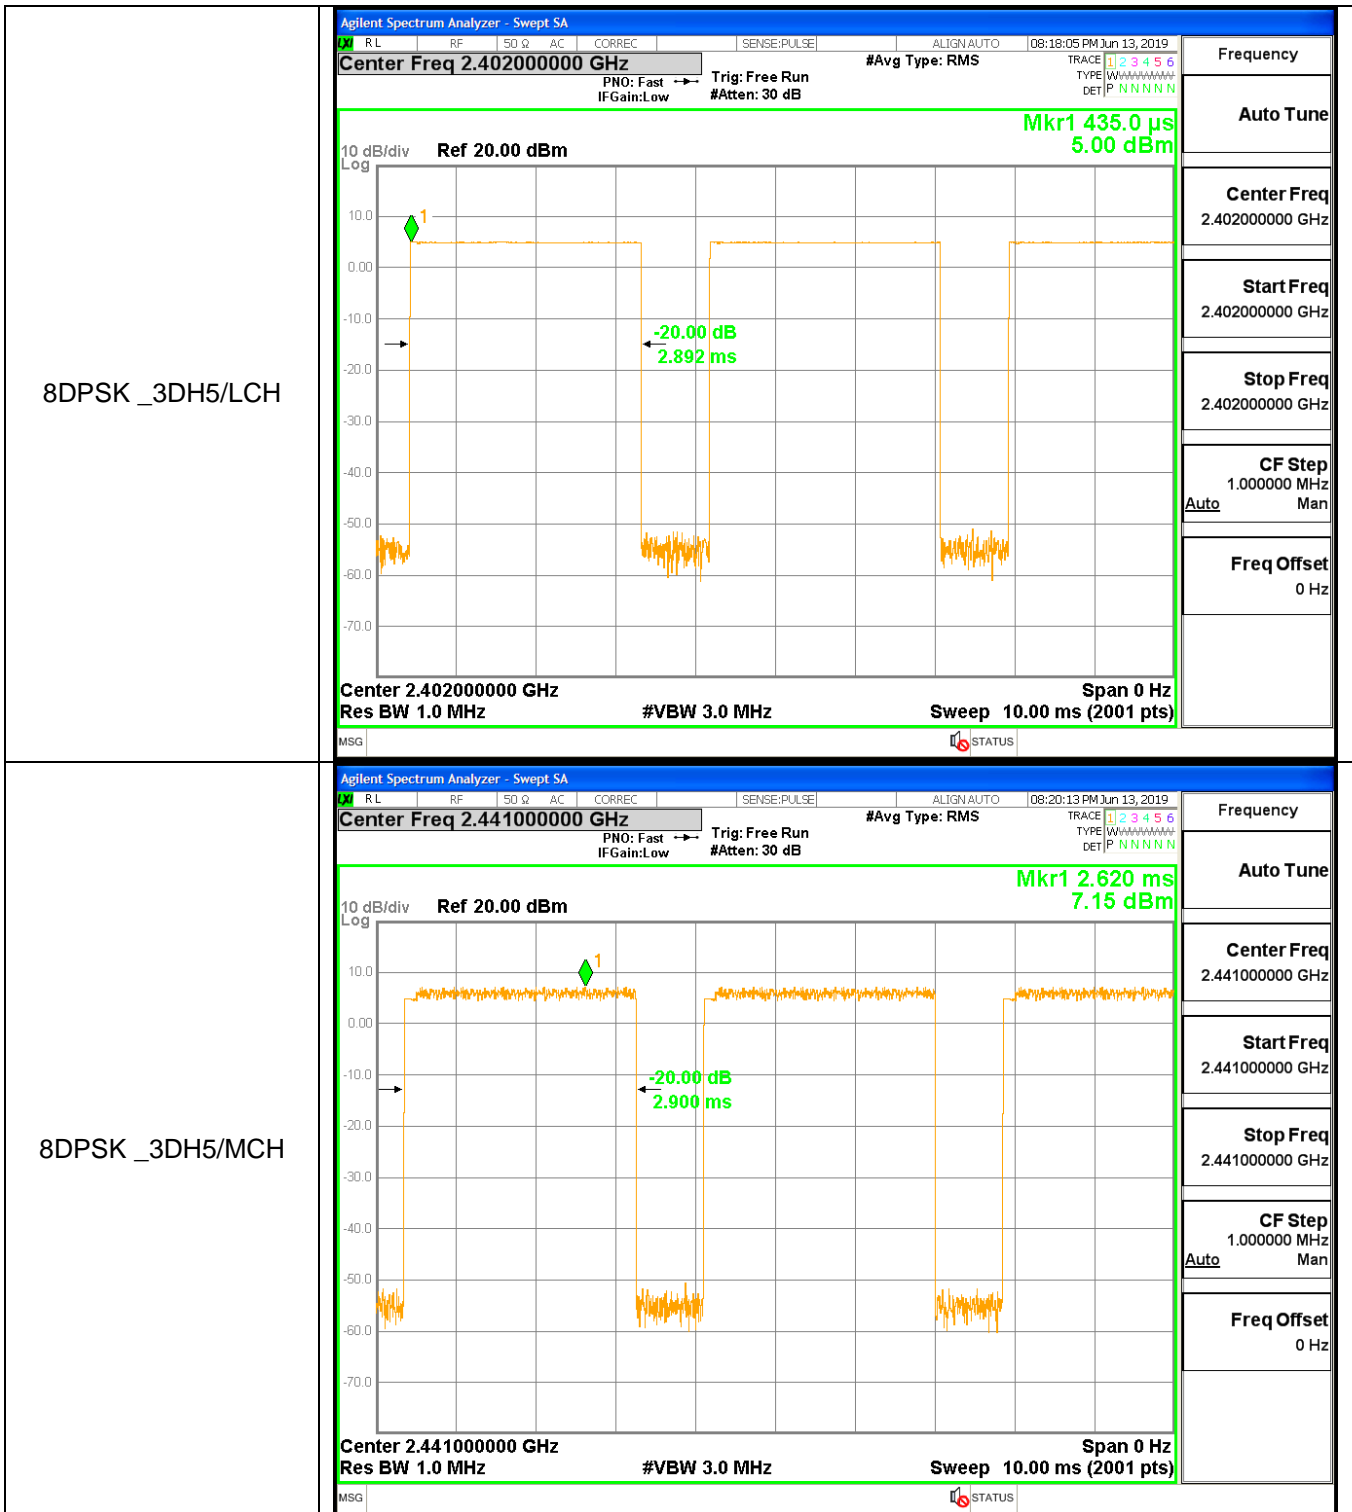 8DPSK _3DH5/LCH
Agilent Spectrum Analyzer - Swept SA
LXI RL RF 50 Ω AC CORREC SENSE:PULSE ALIGN AUTO 08:18:05 PM Jun 13, 2019
Center Freq 2.402000000 GHz
PNO: Fast
IFGain:Low
Trig: Free Run
#Atten: 30 dB
#Avg Type: RMS
TRACE 1 2 3 4 5 6
TYPE
DET P N N N N N
Mkr1 435.0 µs
5.00 dBm
10 dB/div
Log
Ref 20.00 dBm
10.0
1
0.00
-10.0
-20.00 dB
2.892 ms
-20.0
-30.0
-40.0
-50.0
-60.0
-70.0
Center 2.402000000 GHz
Span 0 Hz
Res BW 1.0 MHz
#VBW 3.0 MHz
Sweep 10.00 ms (2001 pts)
MSG
STATUS
Frequency
Auto Tune
Center Freq
2.402000000 GHz
Start Freq
2.402000000 GHz
Stop Freq
2.402000000 GHz
CF Step
1.000000 MHz
Auto Man
Freq Offset
0 Hz
8DPSK _3DH5/MCH
Agilent Spectrum Analyzer - Swept SA
LXI RL RF 50 Ω AC CORREC SENSE:PULSE ALIGN AUTO 08:20:13 PM Jun 13, 2019
Center Freq 2.441000000 GHz
PNO: Fast
IFGain:Low
Trig: Free Run
#Atten: 30 dB
#Avg Type: RMS
TRACE 1 2 3 4 5 6
TYPE
DET P N N N N N
Mkr1 2.620 ms
7.15 dBm
10 dB/div
Log
Ref 20.00 dBm
1
10.0
0.00
-10.0
-20.00 dB
2.900 ms
-20.0
-30.0
-40.0
-50.0
-60.0
-70.0
Center 2.441000000 GHz
Span 0 Hz
Res BW 1.0 MHz
#VBW 3.0 MHz
Sweep 10.00 ms (2001 pts)
MSG
STATUS
Frequency
Auto Tune
Center Freq
2.441000000 GHz
Start Freq
2.441000000 GHz
Stop Freq
2.441000000 GHz
CF Step
1.000000 MHz
Auto Man
Freq Offset
0 Hz